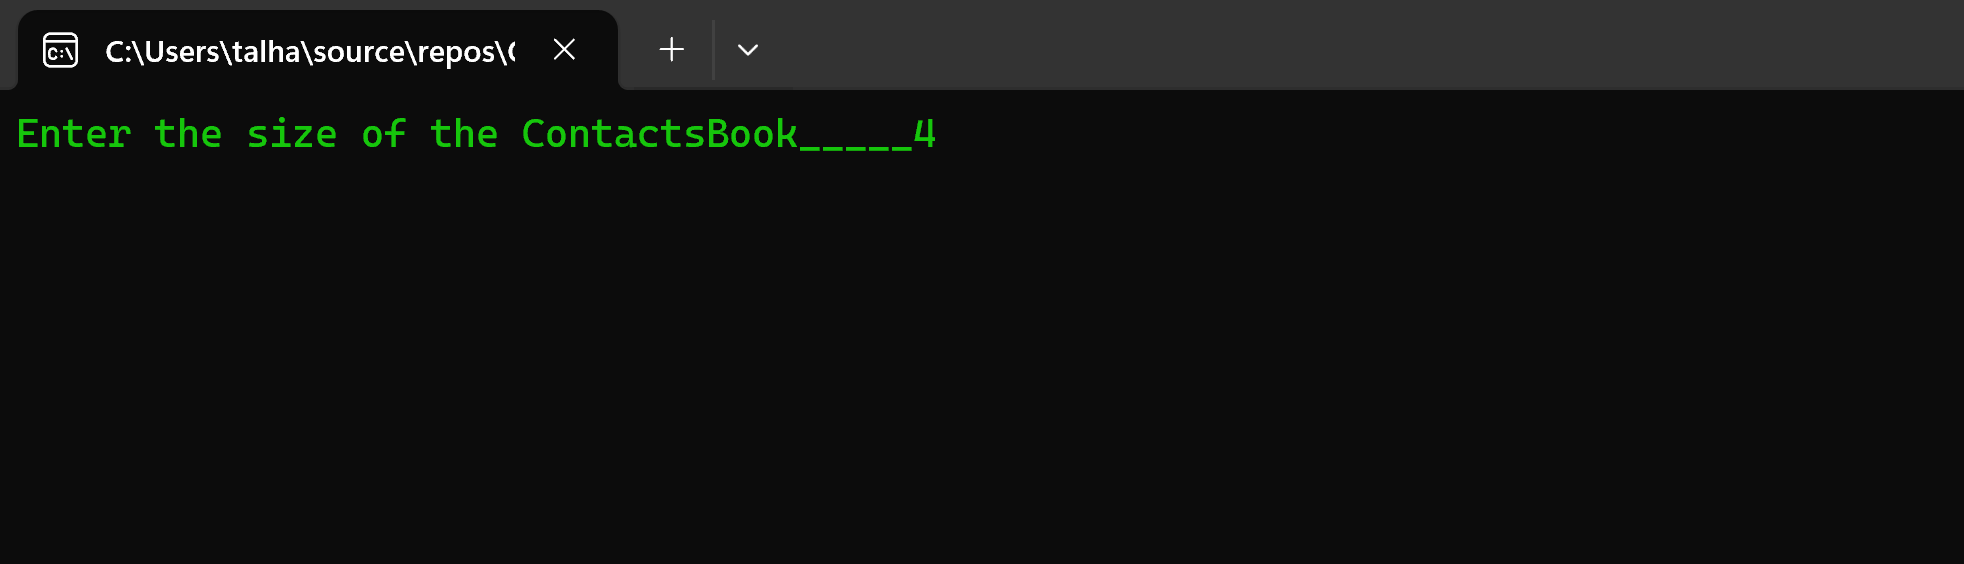 C:\Users\talha\source\repos\
Enter the size of the ContactsBook_____4